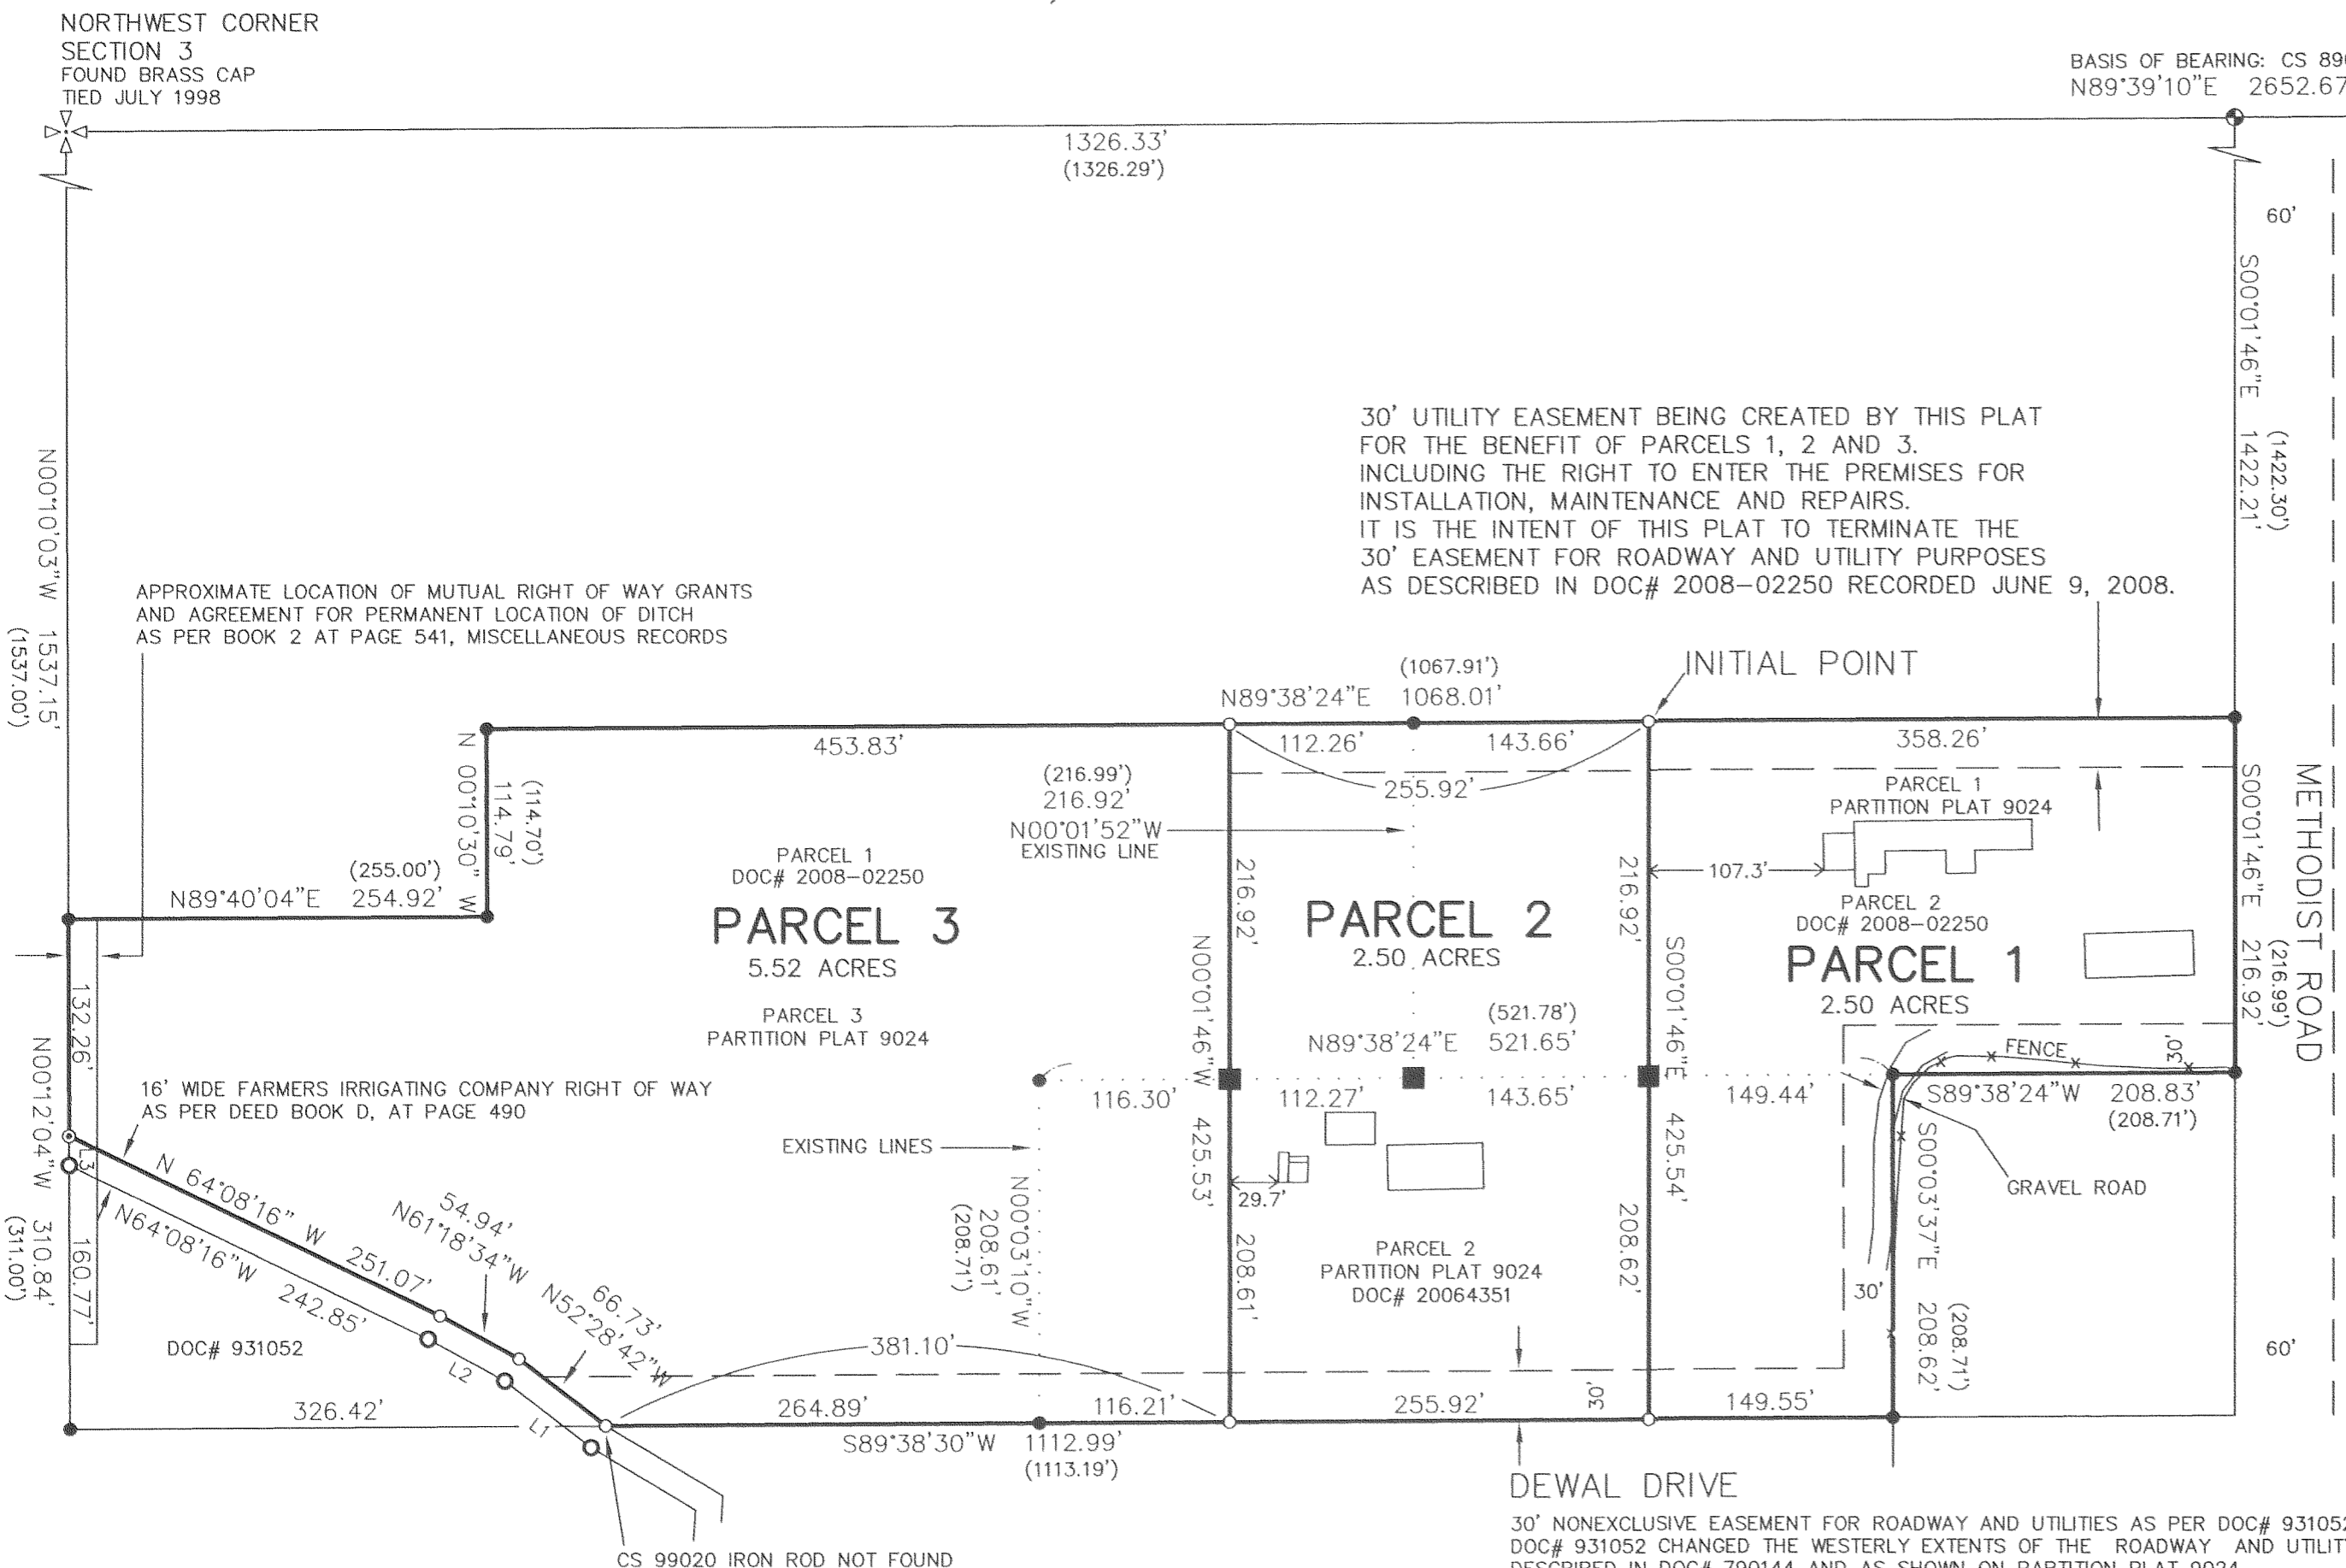 NORTHWEST CORNER
SECTION 3
FOUND BRASS CAP
TIED JULY 1998
BASIS OF BEARING: CS 89
N89°39'10"E 2652.67
1326.33'
(1326.29')
60'
S00°01'46"E 1422.21'
(1422.30')
30' UTILITY EASEMENT BEING CREATED BY THIS PLAT
FOR THE BENEFIT OF PARCELS 1, 2 AND 3.
INCLUDING THE RIGHT TO ENTER THE PREMISES FOR
INSTALLATION, MAINTENANCE AND REPAIRS.
IT IS THE INTENT OF THIS PLAT TO TERMINATE THE
30' EASEMENT FOR ROADWAY AND UTILITY PURPOSES
AS DESCRIBED IN DOC# 2008-02250 RECORDED JUNE 9, 2008.
N00°10'03"W 1537.15'
(1537.00')
APPROXIMATE LOCATION OF MUTUAL RIGHT OF WAY GRANTS
AND AGREEMENT FOR PERMANENT LOCATION OF DITCH
AS PER BOOK 2 AT PAGE 541, MISCELLANEOUS RECORDS
(1067.91')
N89°38'24"E 1068.01'
INITIAL POINT
453.83'
112.26'
143.66'
358.26'
255.92'
N 00°10'30" W
114.79'
(114.70')
(216.99')
216.92'
N00°01'52"W
EXISTING LINE
PARCEL 1
PARTITION PLAT 9024
107.3'
PARCEL 2
DOC# 2008-02250
PARCEL 1
2.50 ACRES
S00°01'46"E 216.92'
(216.99')
METHODIST ROAD
(255.00')
N89°40'04"E 254.92'
PARCEL 1
DOC# 2008-02250
PARCEL 3
5.52 ACRES
PARCEL 3
PARTITION PLAT 9024
216.92'
N00°01'46"W 425.53'
PARCEL 2
2.50 ACRES
216.92'
S00°01'46"E 425.54'
(521.78')
N89°38'24"E 521.65'
116.30'
112.27'
143.65'
149.44'
FENCE
30'
S89°38'24"W 208.83'
(208.71')
GRAVEL ROAD
S00°03'37"E 208.62'
(208.71')
30'
132.26'
N00°12'04"W 310.84'
(311.00')
16' WIDE FARMERS IRRIGATING COMPANY RIGHT OF WAY
AS PER DEED BOOK D, AT PAGE 490
EXISTING LINES
N00°03'10"W
208.61'
(208.71')
29.7'
208.61'
208.62'
L3
N 64°08'16" W 251.07'
N64°08'16"W 242.85'
54.94'
N61°18'34"W
66.73'
N52°28'42"W
160.77'
PARCEL 2
PARTITION PLAT 9024
DOC# 20064351
DOC# 931052
L2
L1
381.10'
60'
326.42'
264.89'
116.21'
255.92'
30'
149.55'
S89°38'30"W 1112.99'
(1113.19')
DEWAL DRIVE
30' NONEXCLUSIVE EASEMENT FOR ROADWAY AND UTILITIES AS PER DOC# 931052
DOC# 931052 CHANGED THE WESTERLY EXTENTS OF THE ROADWAY AND UTILIT
DESCRIBED IN DOC# 790144 AND AS SHOWN ON PARTITION PLAT 9024
CS 99020 IRON ROD NOT FOUND